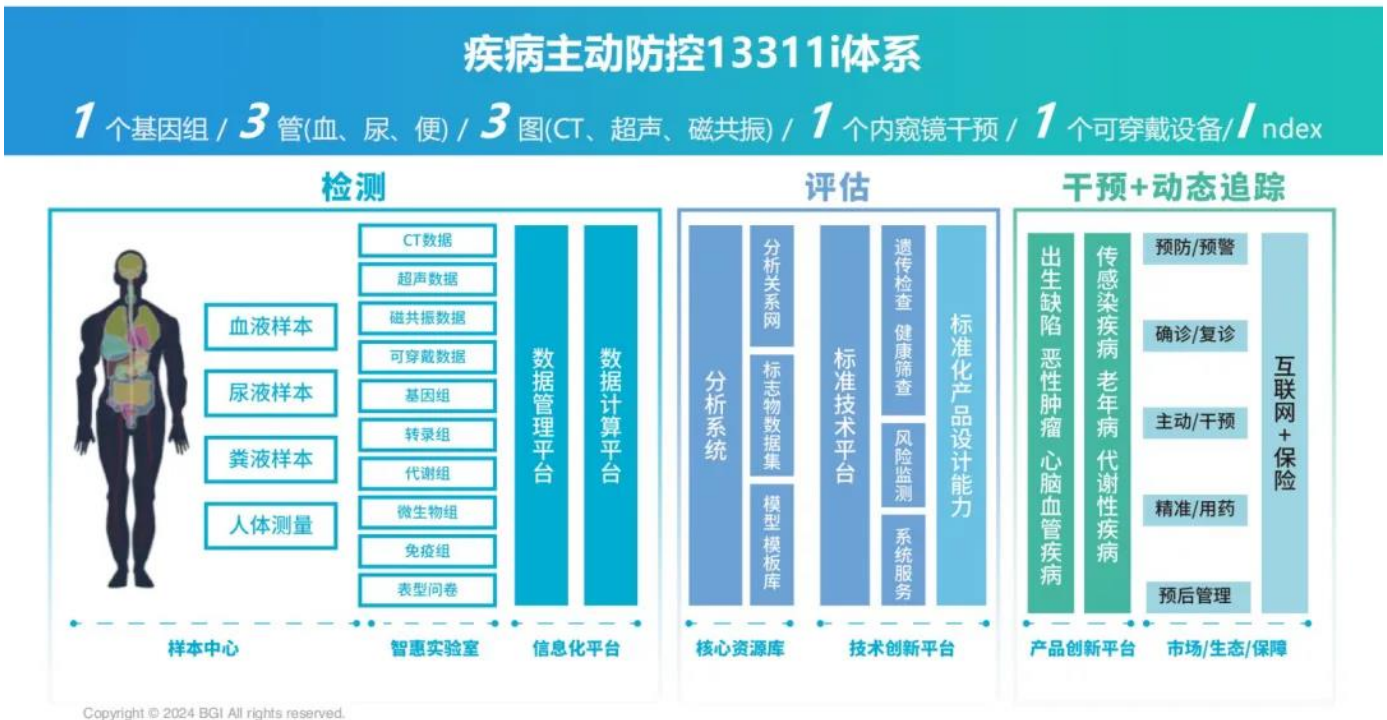 疾病主动防控13311i体系
1 个基因组 / 3 管(血、尿、便) / 3 图(CT、超声、磁共振) / 1 个内窥镜干预 / 1 个可穿戴设备/Index
检测
血液样本
尿液样本
粪液样本
人体测量
CT数据
超声数据
磁共振数据
可穿戴数据
基因组
转录组
代谢组
微生物组
免疫组
表型问卷
数据管理平台
数据计算平台
样本中心
智惠实验室
信息化平台
评估
分析系统
分析关系网
标志物数据集
模型 模板库
标准技术平台
遗传检查 健康筛查
风险监测
系统服务
标准化产品设计能力
核心资源库
技术创新平台
干预+动态追踪
出生缺陷 恶性肿瘤 心脑血管疾病
传感染疾病 老年病 代谢性疾病
预防/预警
确诊/复诊
主动/干预
精准/用药
预后管理
互联网+保险
产品创新平台
市场/生态/保障
Copyright © 2024 BGI All rights reserved.